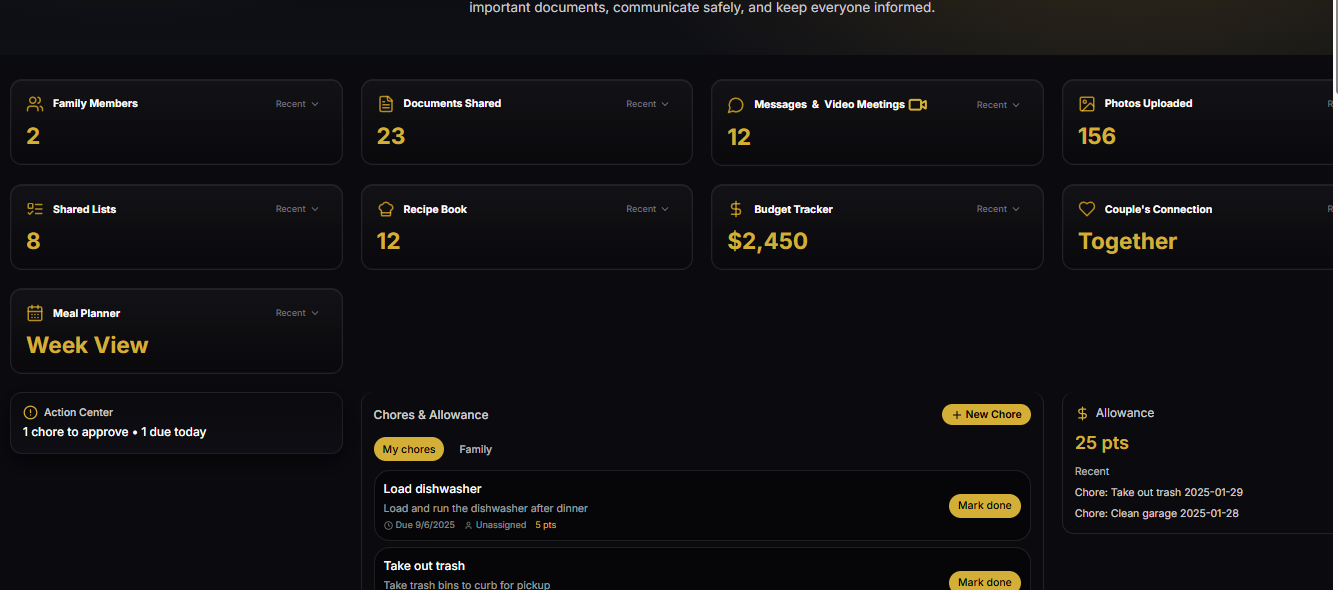 important documents, communicate safely, and keep everyone informed.
Family Members
Recent
2
Documents Shared
Recent
23
Messages & Video Meetings
Recent
12
Photos Uploaded
R
156
Shared Lists
Recent
8
Recipe Book
Recent
12
Budget Tracker
Recent
$2,450
Couple's Connection
R
Together
Meal Planner
Recent
Week View
Action Center
1 chore to approve • 1 due today
Chores & Allowance
+ New Chore
My chores
Family
Load dishwasher
Load and run the dishwasher after dinner
Due 9/6/2025 Unassigned 5 pts
Mark done
Take out trash
Take trash bins to curb for pickup
Mark done
Allowance
25 pts
Recent
Chore: Take out trash 2025-01-29
Chore: Clean garage 2025-01-28